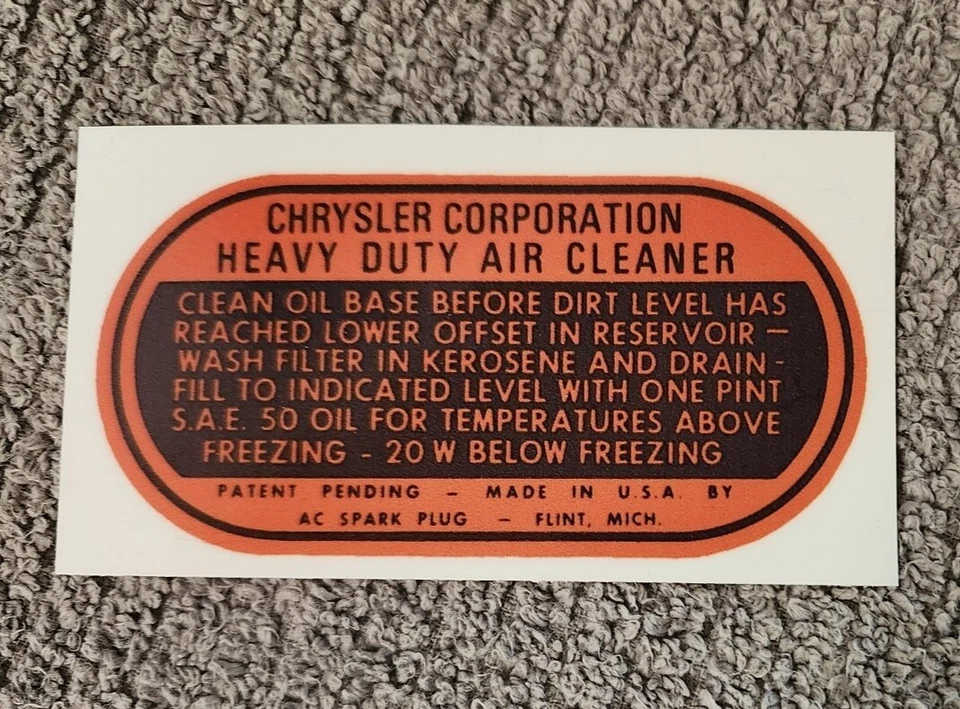 CHRYSLER CORPORATION
HEAVY DUTY AIR CLEANER
CLEAN OIL BASE BEFORE DIRT LEVEL HAS
REACHED LOWER OFFSET IN RESERVOIR —
WASH FILTER IN KEROSENE AND DRAIN -
FILL TO INDICATED LEVEL WITH ONE PINT
S.A.E. 50 OIL FOR TEMPERATURES ABOVE
FREEZING - 20 W BELOW FREEZING
PATENT PENDING — MADE IN U.S.A. BY
AC SPARK PLUG — FLINT, MICH.